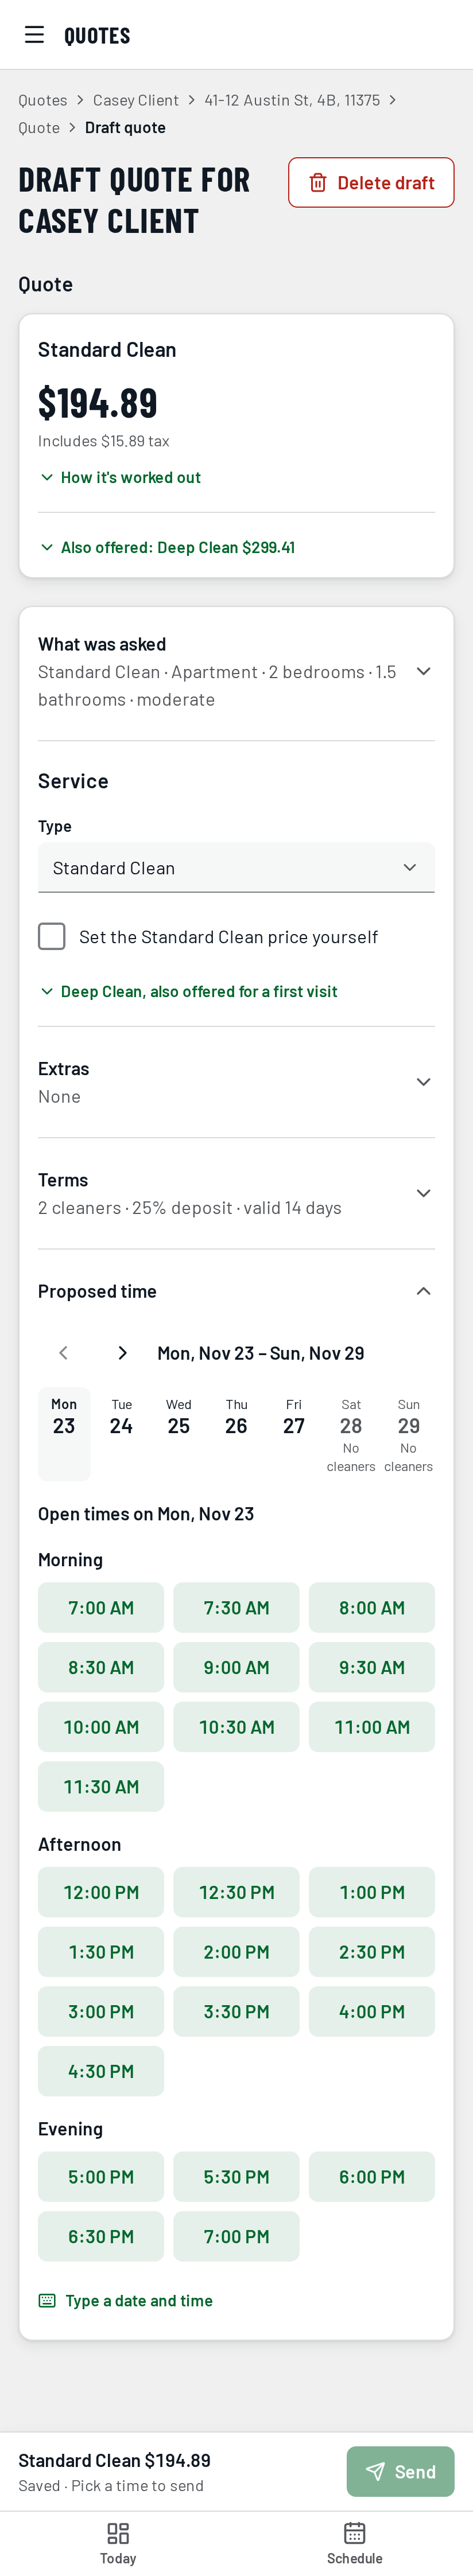 QUOTES
Quotes > Casey Client > 41-12 Austin St, 4B, 11375 >
Quote > Draft quote
DRAFT QUOTE FOR
CASEY CLIENT
Delete draft
Quote
Standard Clean
$194.89
Includes $15.89 tax
How it's worked out
Also offered: Deep Clean $299.41
What was asked
Standard Clean · Apartment · 2 bedrooms · 1.5
bathrooms · moderate
Service
Type
Standard Clean
Set the Standard Clean price yourself
Deep Clean, also offered for a first visit
Extras
None
Terms
2 cleaners · 25% deposit · valid 14 days
Proposed time
Mon, Nov 23 – Sun, Nov 29
Mon Tue Wed Thu Fri Sat Sun
23 24 25 26 27 28 29
No No
cleaners cleaners
Open times on Mon, Nov 23
Morning
7:00 AM 7:30 AM 8:00 AM
8:30 AM 9:00 AM 9:30 AM
10:00 AM 10:30 AM 11:00 AM
11:30 AM
Afternoon
12:00 PM 12:30 PM 1:00 PM
1:30 PM 2:00 PM 2:30 PM
3:00 PM 3:30 PM 4:00 PM
4:30 PM
Evening
5:00 PM 5:30 PM 6:00 PM
6:30 PM 7:00 PM
Type a date and time
Standard Clean $194.89
Saved · Pick a time to send
Send
Today Schedule